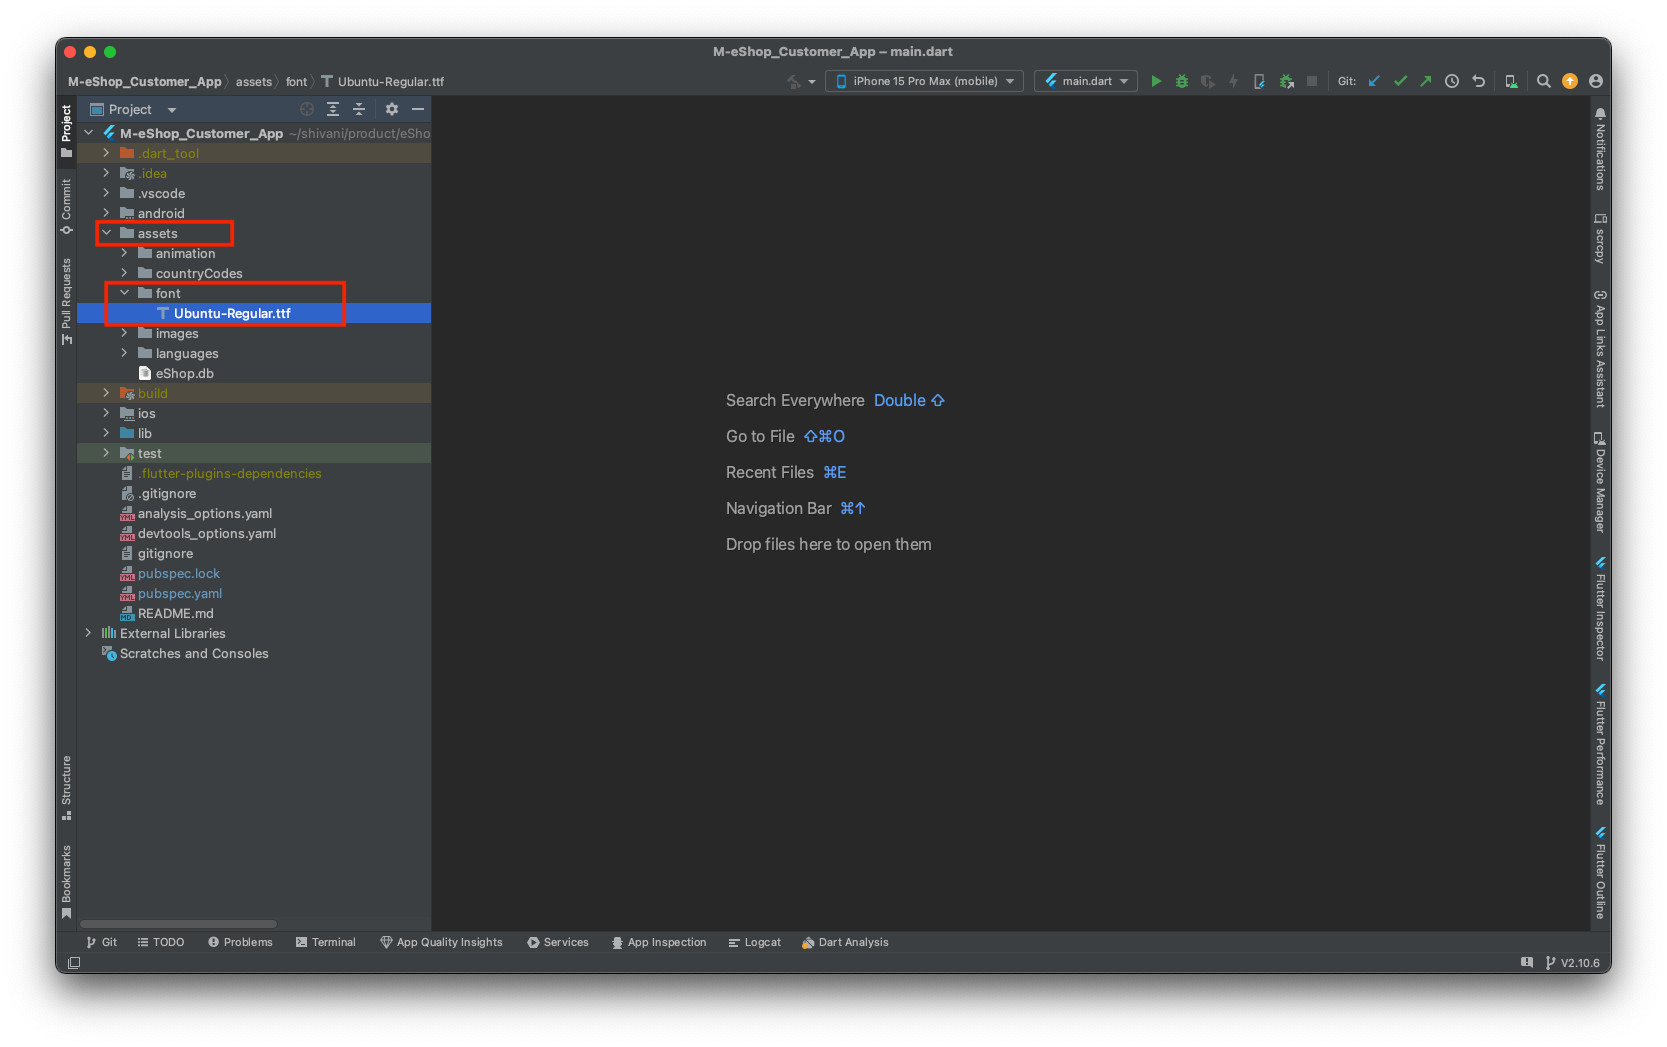 M-eShop_Customer_App – main.dart
M-eShop_Customer_App assets font Ubuntu-Regular.ttf
iPhone 15 Pro Max (mobile)
main.dart
Git:
Project
M-eShop_Customer_App ~/shivani/product/eSho
.dart_tool
.idea
.vscode
android
assets
animation
countryCodes
font
Ubuntu-Regular.ttf
images
languages
eShop.db
build
ios
lib
test
.flutter-plugins-dependencies
.gitignore
analysis_options.yaml
devtools_options.yaml
gitignore
pubspec.lock
pubspec.yaml
README.md
External Libraries
Scratches and Consoles
Project
Commit
Pull Requests
Structure
Bookmarks
Search Everywhere Double ⇧
Go to File ⇧⌘O
Recent Files ⌘E
Navigation Bar ⌘↑
Drop files here to open them
Notifications
scrcpy
App Links Assistant
Device Manager
Flutter Inspector
Flutter Performance
Flutter Outline
Git TODO Problems Terminal App Quality Insights Services App Inspection Logcat Dart Analysis
V2.10.6